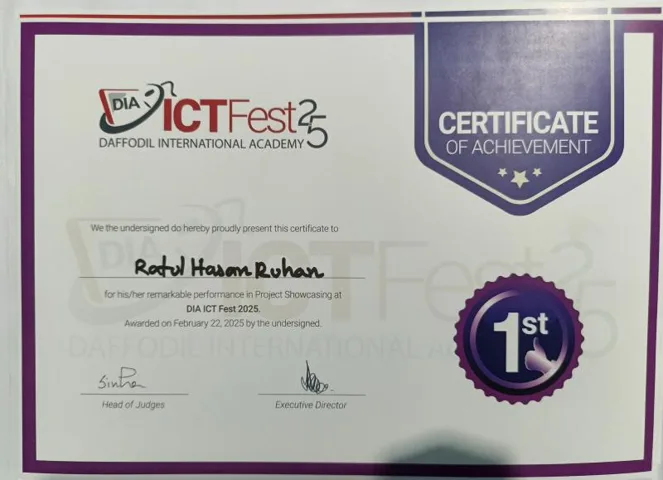 DIA ICTFest 25
DAFFODIL INTERNATIONAL ACADEMY
CERTIFICATE
OF ACHIEVEMENT
We the undersigned do hereby proudly present this certificate to
Ratul Hasan Ruhan
for his/her remarkable performance in Project Showcasing at
DIA ICT Fest 2025.
Awarded on February 22, 2025 by the undersigned.
1st
Head of Judges
Executive Director